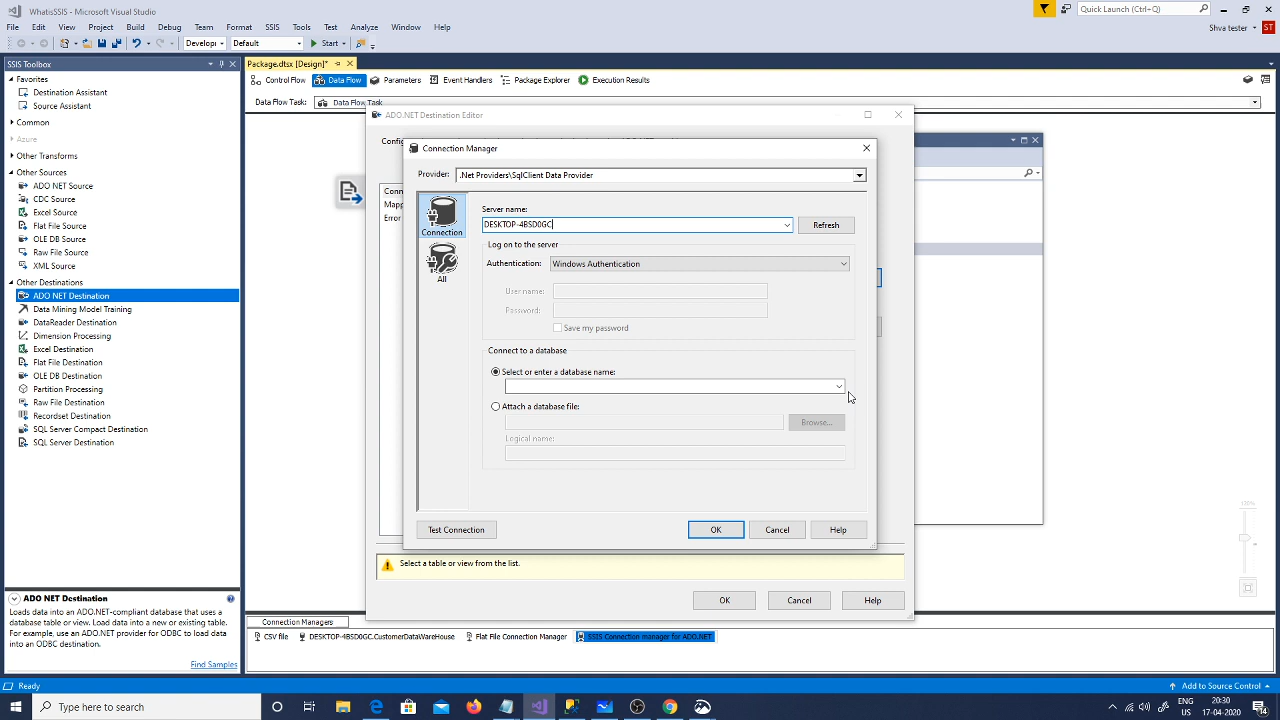 WhatisSSIS - Microsoft Visual Studio
Quick Launch (Ctrl+Q)
File Edit View Project Build Debug Team Format SSIS Tools Test Analyze Window Help
Shva tester ST
Develop Default Start
SSIS Toolbox
Package.dtsx [Design]*
Favorites
Destination Assistant
Source Assistant
Common
Azure
Other Transforms
Other Sources
ADO NET Source
CDC Source
Excel Source
Flat File Source
OLE DB Source
Raw File Source
XML Source
Other Destinations
ADO NET Destination
Data Mining Model Training
DataReader Destination
Dimension Processing
Excel Destination
Flat File Destination
OLE DB Destination
Partition Processing
Raw File Destination
Recordset Destination
SQL Server Compact Destination
SQL Server Destination
Control Flow Data Flow Parameters Event Handlers Package Explorer Execution Results
Data Flow Task: Data Flow Task
ADO.NET Destination Editor
Connection Manager
Provider: .Net Providers\SqlClient Data Provider
Connection
All
Server name:
DESKTOP-4BSD0GC
Refresh
Log on to the server
Authentication: Windows Authentication
User name:
Password:
Save my password
Connect to a database
Select or enter a database name:
Attach a database file:
Browse...
Logical name:
Test Connection OK Cancel Help
Select a table or view from the list.
OK Cancel Help
120%
ADO NET Destination
Loads data into an ADO.NET-compliant database that uses a
database table or view. Load data into a new or existing table.
For example, use an ADO.NET provider for ODBC to load data
into an ODBC destination.
Find Samples
Connection Managers
CSV file DESKTOP-4BSD0GC.CustomerDataWareHouse Flat File Connection Manager SSIS Connection manager for ADO.NET
Ready
Add to Source Control
Type here to search
ENG
US
20:30
17-04-2020
14